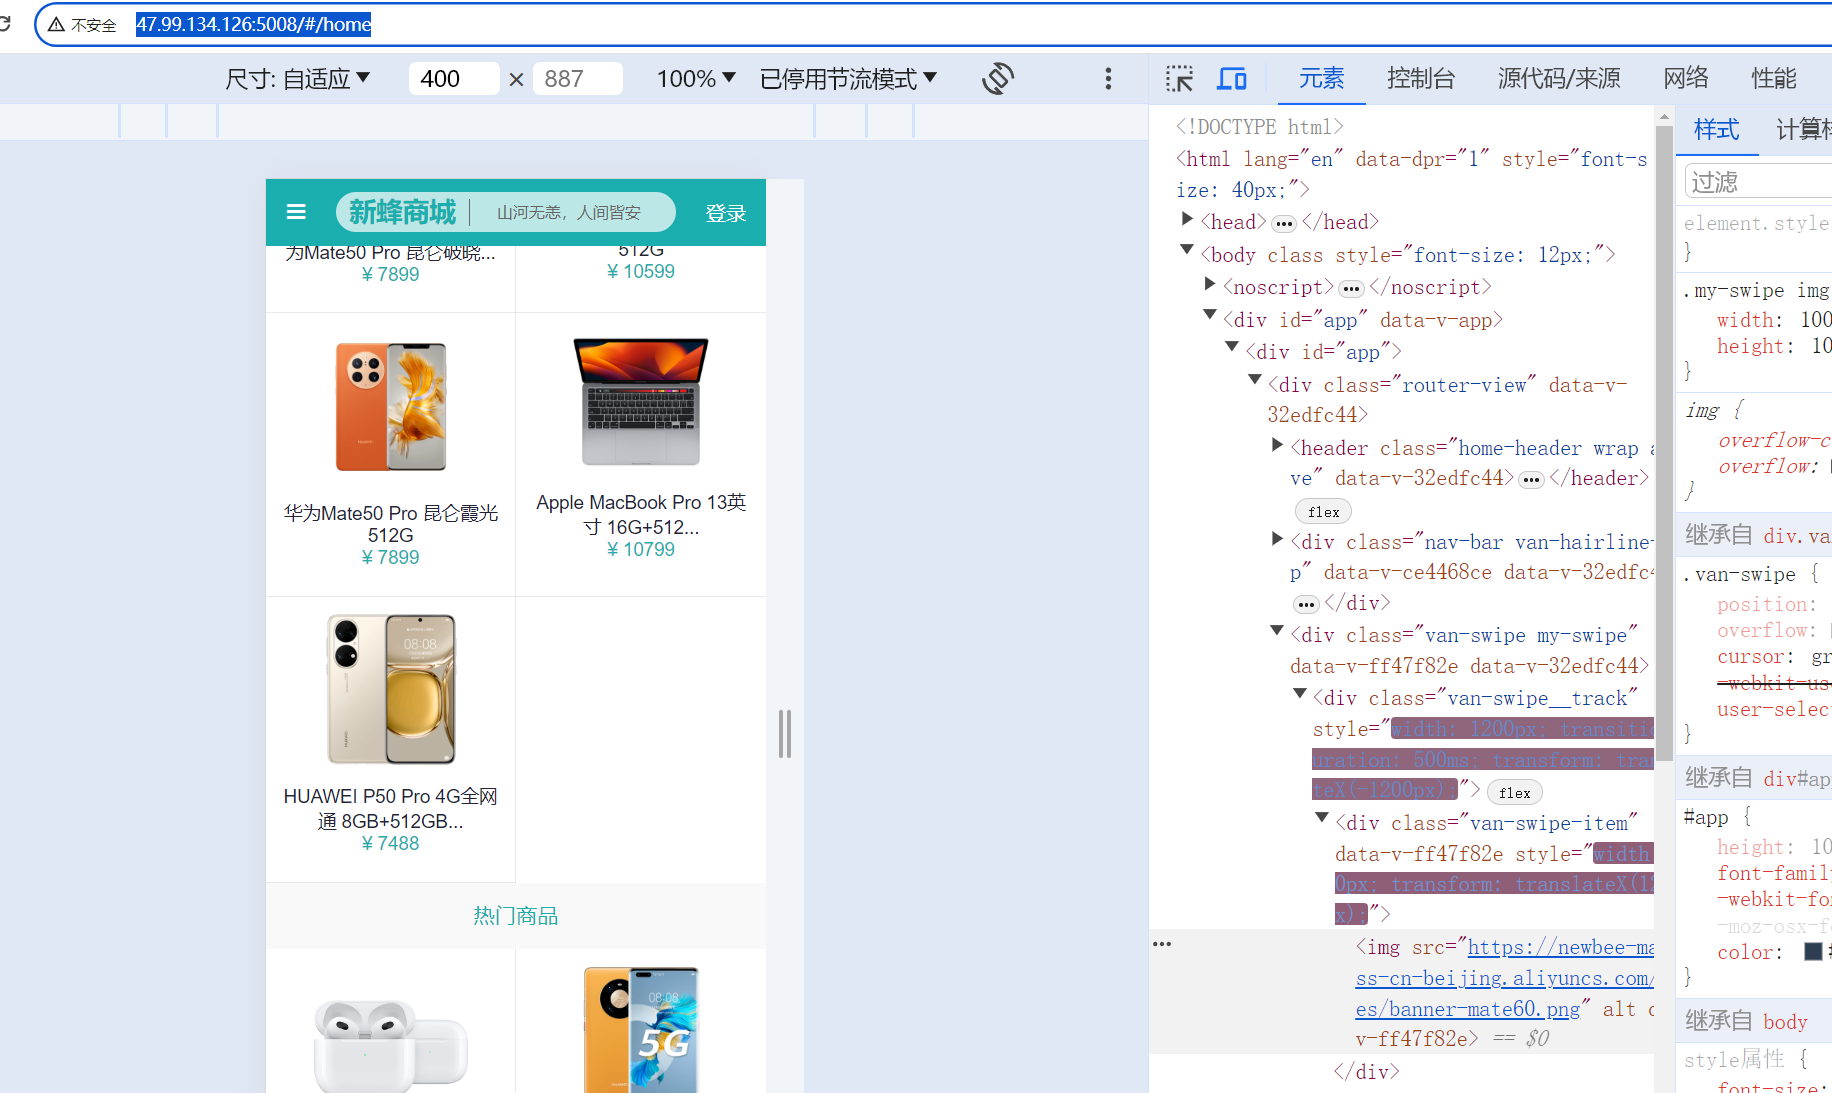 不安全 47.99.134.126:5008/#/home
尺寸: 自适应 400 × 887 100% 已停用节流模式
元素 控制台 源代码/来源 网络 性能
新蜂商城 山河无恙，人间皆安 登录
为Mate50 Pro 昆仑破晓...
¥ 7899
512G
¥ 10599
华为Mate50 Pro 昆仑霞光
512G
¥ 7899
Apple MacBook Pro 13英
寸 16G+512...
¥ 10799
HUAWEI
08:08
HUAWEI P50 Pro 4G全网
通 8GB+512GB...
¥ 7488
热门商品
08:08
5G
<!DOCTYPE html>
<html lang="en" data-dpr="1" style="font-s
ize: 40px;">
<head> ••• </head>
<body class style="font-size: 12px;">
<noscript> ••• </noscript>
<div id="app" data-v-app>
<div id="app">
<div class="router-view" data-v-
32edfc44>
<header class="home-header wrap a
ve" data-v-32edfc44> ••• </header>
flex
<div class="nav-bar van-hairline-
p" data-v-ce4468ce data-v-32edfc4
••• </div>
<div class="van-swipe my-swipe"
data-v-ff47f82e data-v-32edfc44>
<div class="van-swipe__track"
style="width: 1200px; transiti
uration: 500ms; transform: tra
teX(-1200px);"> flex
<div class="van-swipe-item"
data-v-ff47f82e style="width
0px; transform: translateX(12
x);">
••• <img src="https://newbee-ma
ss-cn-beijing.aliyuncs.com/
es/banner-mate60.png" alt
v-ff47f82e> == $0
</div>
样式 计算样
过滤
element.style
}
.my-swipe img
width: 100
height: 10
}
img {
overflow-c
overflow:
}
继承自 div.va
.van-swipe {
position:
overflow:
cursor: gr
-webkit-us
user-selec
}
继承自 div#ap
#app {
height: 10
font-family
-webkit-fo
-moz-osx-f
color: #
}
继承自 body
style属性 {
font-size: